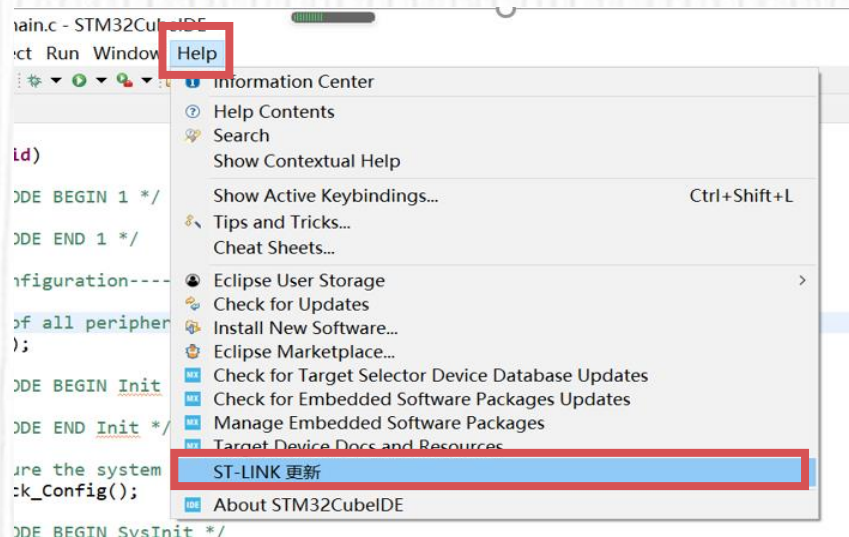 main.c - STM32CubeIDE
ect Run Window Help
Information Center
Help Contents
Search
Show Contextual Help
Show Active Keybindings... Ctrl+Shift+L
Tips and Tricks...
Cheat Sheets...
Eclipse User Storage
Check for Updates
Install New Software...
Eclipse Marketplace...
Check for Target Selector Device Database Updates
Check for Embedded Software Packages Updates
Manage Embedded Software Packages
Target Device Docs and Resources
ST-LINK 更新
About STM32CubeIDE
id)
ODE BEGIN 1 */
ODE END 1 */
nfiguration----
of all peripher
);
ODE BEGIN Init
ODE END Init */
ure the system
ck_Config();
ODE BEGIN SysInit */